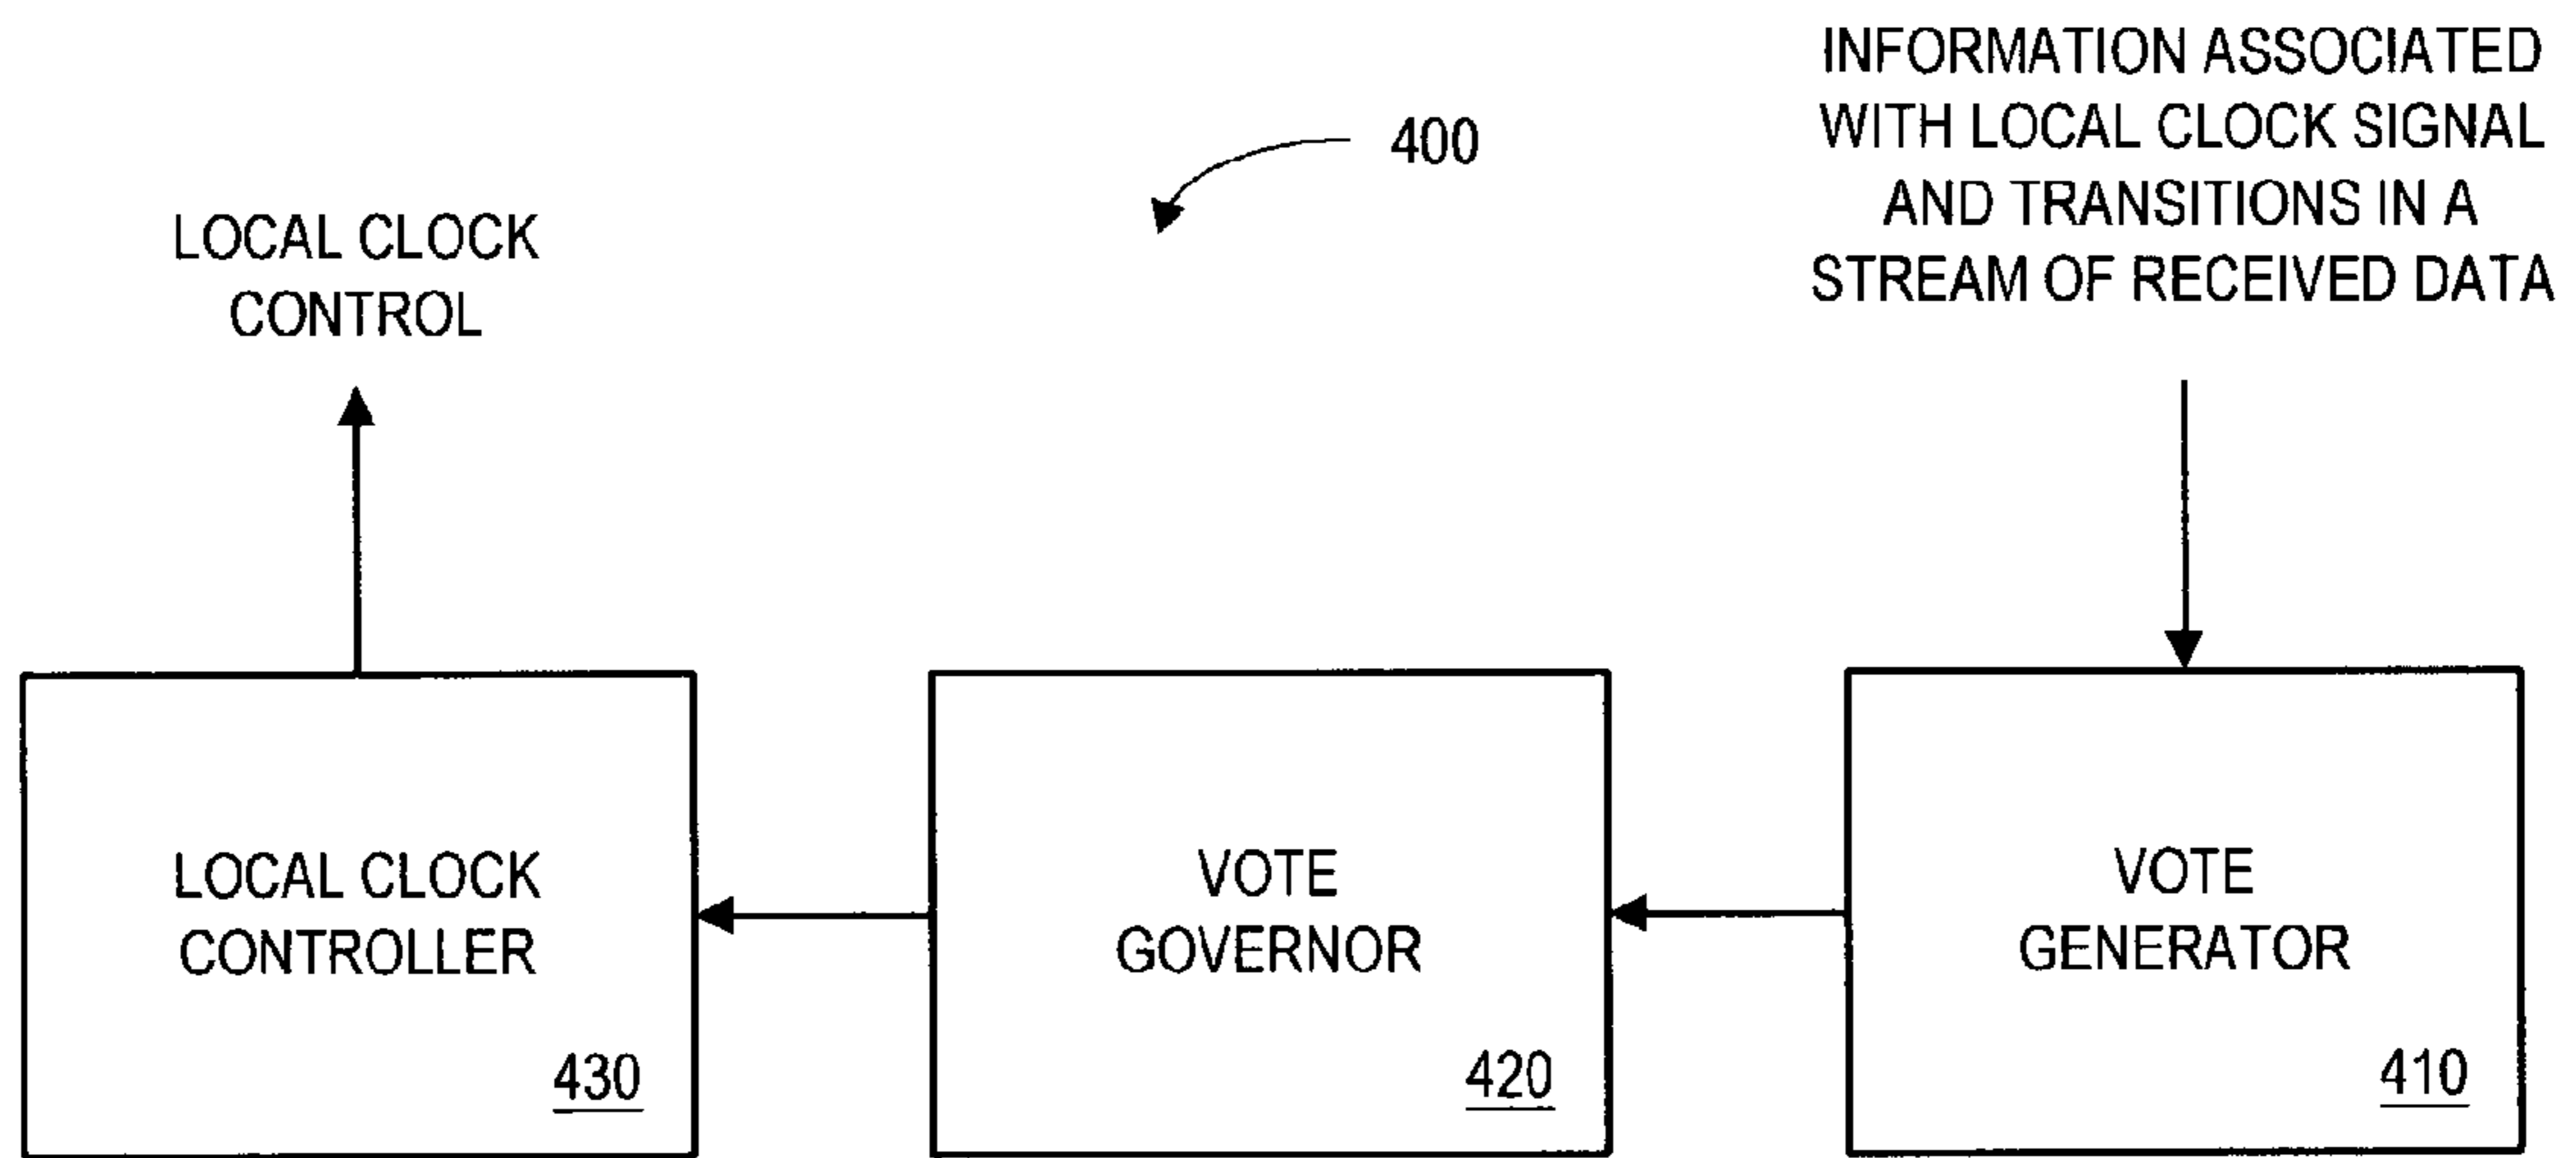 INFORMATION ASSOCIATED
WITH LOCAL CLOCK SIGNAL
AND TRANSITIONS IN A
STREAM OF RECEIVED DATA
400
LOCAL CLOCK
CONTROL
LOCAL CLOCK
CONTROLLER
430
VOTE
GOVERNOR
420
VOTE
GENERATOR
410